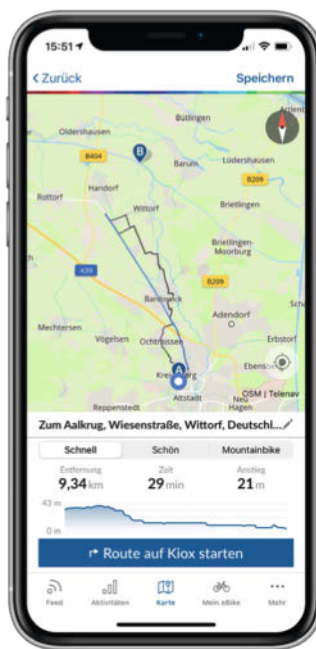 15:51
Zurück
Speichern
Bütlingen
Oldershausen
B404
B
Barum
Lüdershausen
B209
Handorf
Rottorf
Wittorf
Brietlingen
Brietlingen-
Moorburg
A39
B209
Bardowick
Adendorf
Mechtersen
Vögelsen
Ochtmissen
Erbstorf
A
Altstadt
OSM | Telenav
Reppenstedt
Neu
Hagen
Zum Aalkrug, Wiesenstraße, Wittorf, Deutschl...
Schnell Schön Mountainbike
Entfernung Zeit Anstieg
9,34 km 29 min 21 m
43 m
0 m
Route auf Kiox starten
Feed Aktivitäten Karte Mein eBike Mehr